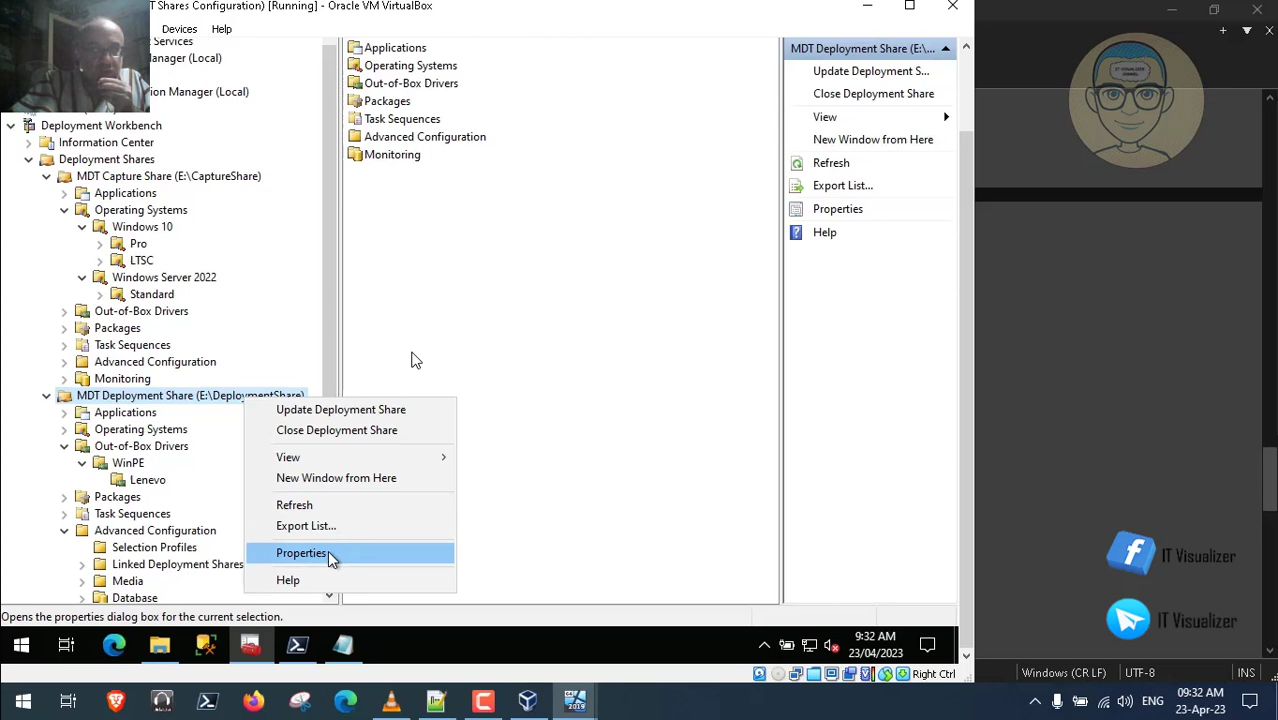 T Shares Configuration) [Running] - Oracle VM VirtualBox
Devices
Help
t Services
Manager (Local)
tion Manager (Local)
Deployment Workbench
Information Center
Deployment Shares
MDT Capture Share (E:\CaptureShare)
Applications
Operating Systems
Windows 10
Pro
LTSC
Windows Server 2022
Standard
Out-of-Box Drivers
Packages
Task Sequences
Advanced Configuration
Monitoring
MDT Deployment Share (E:\DeploymentShare)
Applications
Operating Systems
Out-of-Box Drivers
WinPE
Lenevo
Packages
Task Sequences
Advanced Configuration
Selection Profiles
Linked Deployment Shares
Media
Database
Update Deployment Share
Close Deployment Share
View
New Window from Here
Refresh
Export List...
Properties
Help
Applications
Operating Systems
Out-of-Box Drivers
Packages
Task Sequences
Advanced Configuration
Monitoring
MDT Deployment Share (E:\...
Update Deployment S...
Close Deployment Share
View
New Window from Here
Refresh
Export List...
Properties
Help
IT VISUALIZER
CHANNEL
IT Visualizer
IT Visualizer
Opens the properties dialog box for the current selection.
9:32 AM
23/04/2023
Right Ctrl
Windows (CR LF)
UTF-8
INS
2019
ENG
09:32 AM
23-Apr-23